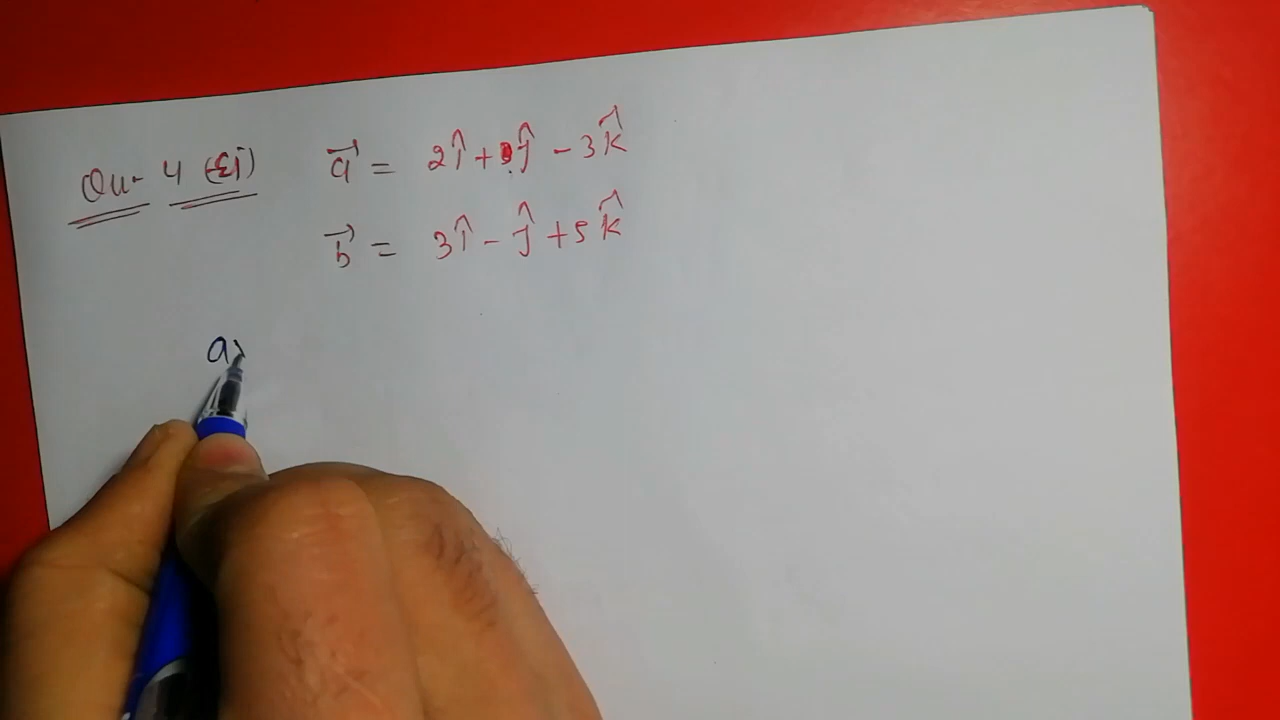 Qu- 4 (ii) a⃗ = 2î + ĵ - 3k̂
b⃗ = 3î - ĵ + 5k̂
a